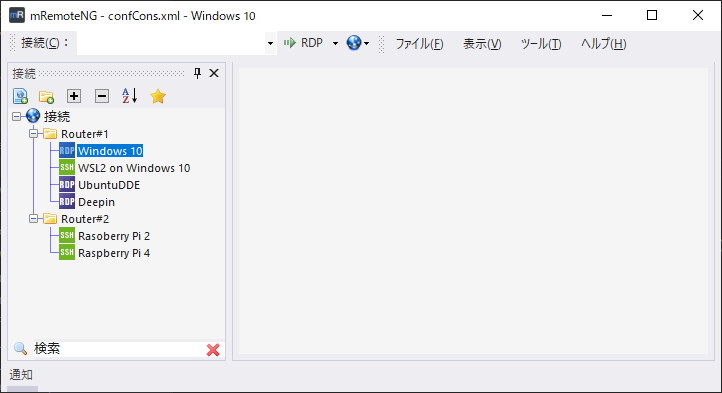 mR mRemoteNG - confCons.xml - Windows 10
接続(C): RDP ファイル(F) 表示(V) ツール(T) ヘルプ(H)
接続
A Z
接続
Router#1
RDP Windows 10
SSH WSL2 on Windows 10
RDP UbuntuDDE
RDP Deepin
Router#2
SSH Rasoberry Pi 2
SSH Raspberry Pi 4
検索
通知